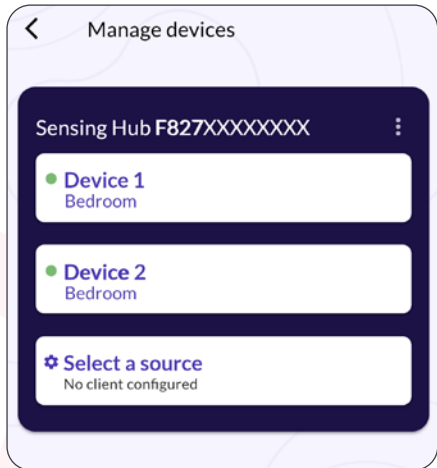 Manage devices
Sensing Hub F827XXXXXXXX
Device 1
Bedroom
Device 2
Bedroom
Select a source
No client configured